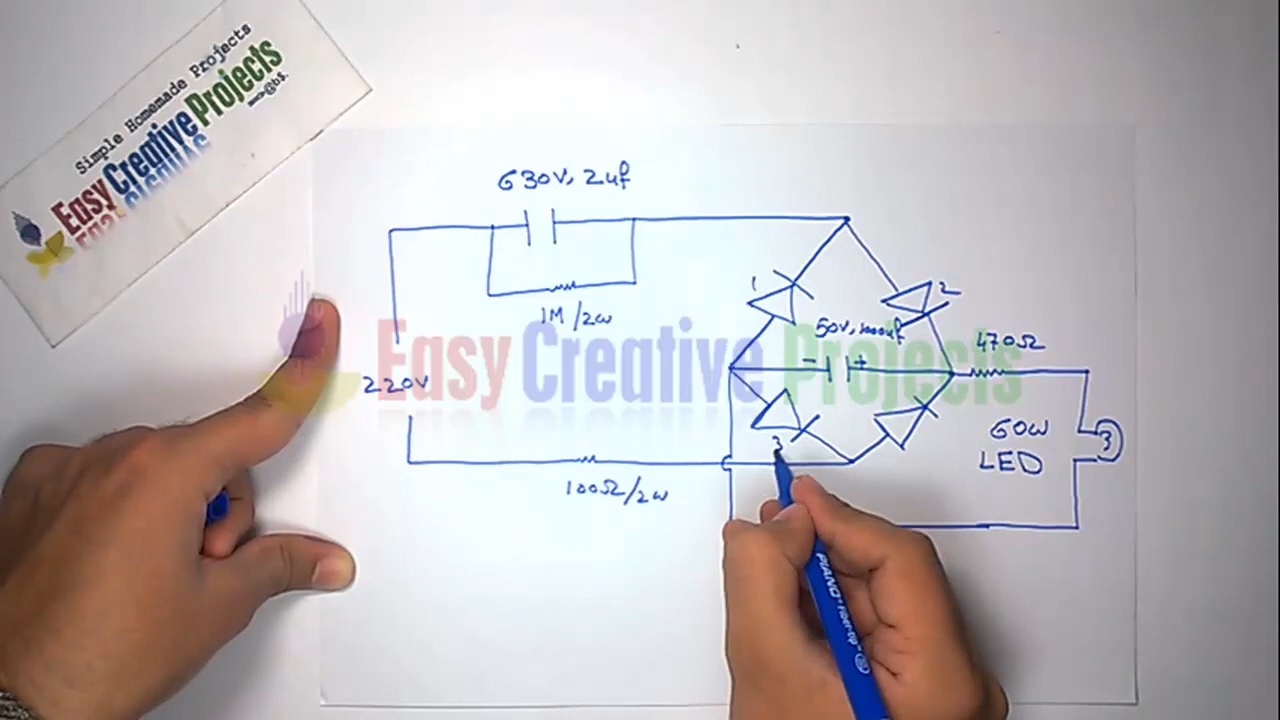 Simple Homemade Projects
Easy Creative Projects
630V, 2uf
1M/2w
1
2
50V, 1000uf
- +
470Ω
220V
Easy Creative Projects
3
60W
LED
100Ω/2w
PIANO